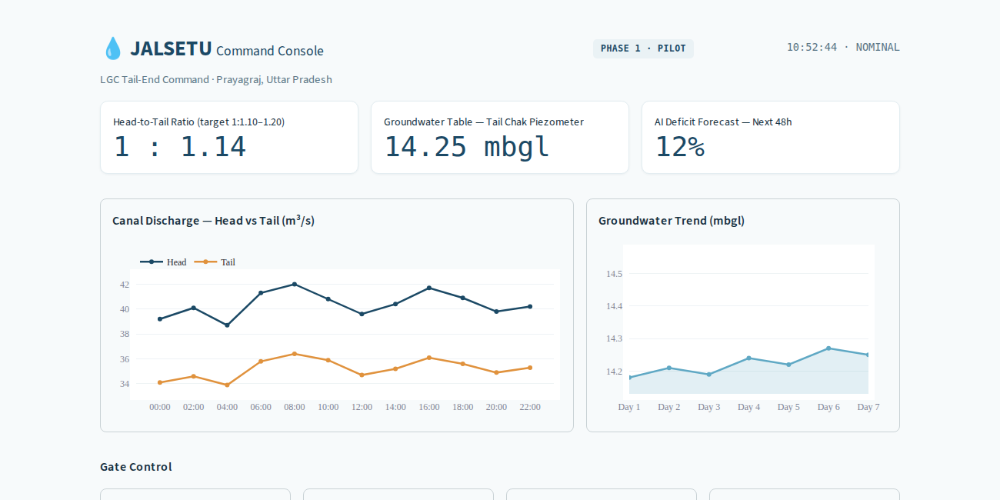 JALSETU Command Console
PHASE 1 · PILOT
10:52:44 · NOMINAL
LGC Tail-End Command · Prayagraj, Uttar Pradesh
Head-to-Tail Ratio (target 1:1.10–1.20)
1 : 1.14
Groundwater Table — Tail Chak Piezometer
14.25 mbgl
AI Deficit Forecast — Next 48h
12%
Canal Discharge — Head vs Tail (m³/s)
Head Tail
42
40
38
36
34
00:00 02:00 04:00 06:00 08:00 10:00 12:00 14:00 16:00 18:00 20:00 22:00
Groundwater Trend (mbgl)
14.5
14.4
14.3
14.2
Day 1 Day 2 Day 3 Day 4 Day 5 Day 6 Day 7
Gate Control